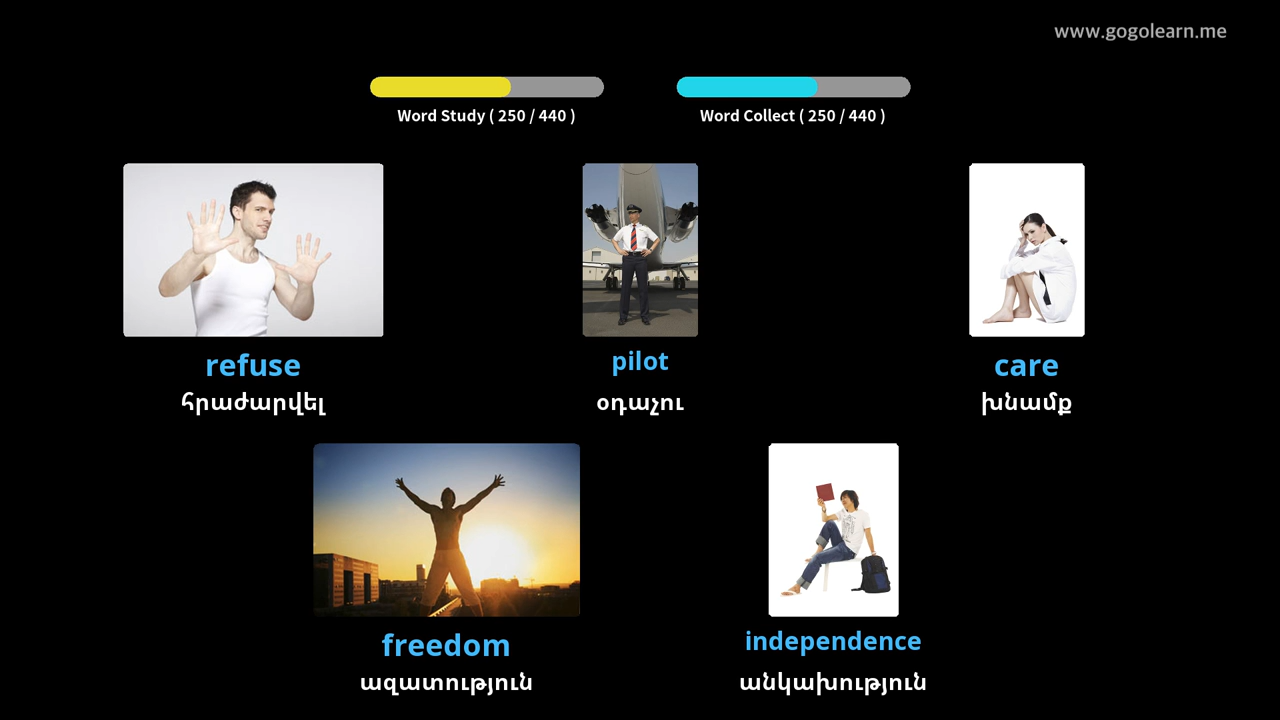 www.gogolearn.me
Word Study ( 250 / 440 )
Word Collect ( 250 / 440 )
refuse
հրաժարվել
pilot
օդաչու
care
խնամք
freedom
ազատություն
independence
անկախություն